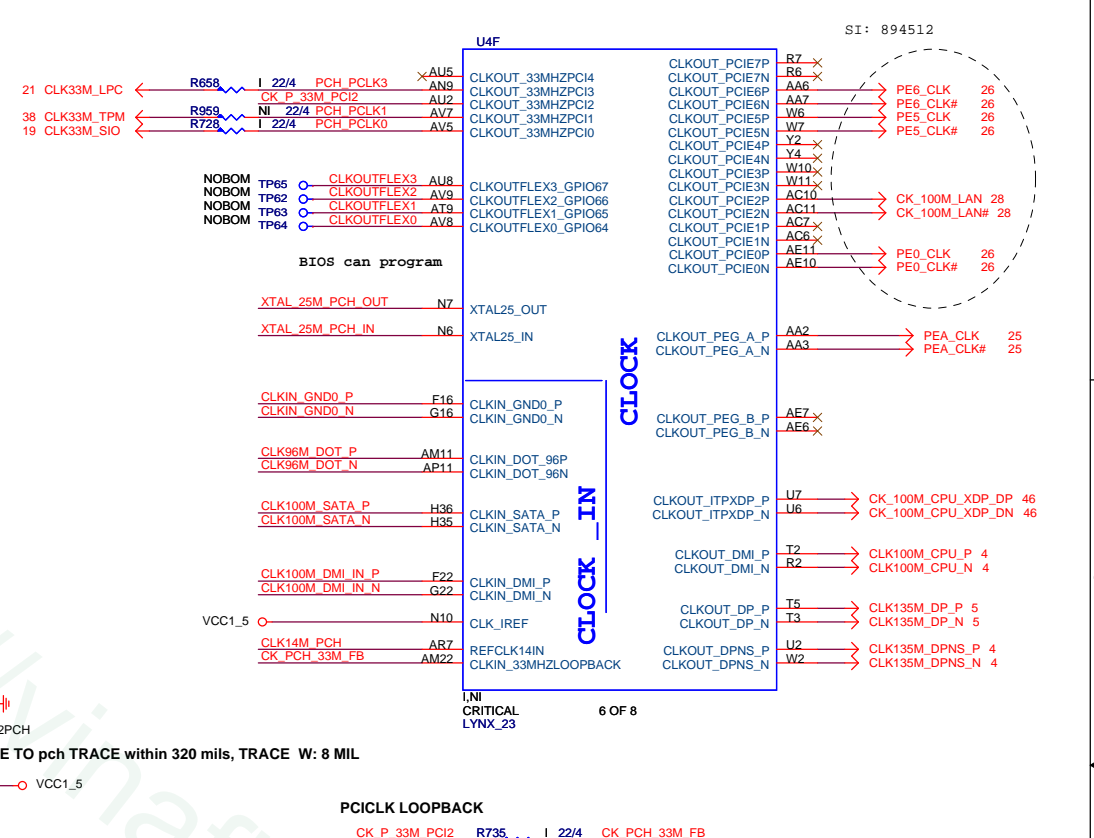 SI: 894512
U4F
21 CLK33M_LPC R658 I 22/4 PCH_PCLK3
CK_P_33M_PCI2
38 CLK33M_TPM R959 NI 22/4 PCH_PCLK1
19 CLK33M_SIO R728 I 22/4 PCH_PCLK0
AU5 CLKOUT_33MHZPCI4
AN9 CLKOUT_33MHZPCI3
AU2 CLKOUT_33MHZPCI2
AV7 CLKOUT_33MHZPCI1
AV5 CLKOUT_33MHZPCI0
NOBOM TP65 CLKOUTFLEX3 AU8 CLKOUTFLEX3_GPIO67
NOBOM TP62 CLKOUTFLEX2 AV9 CLKOUTFLEX2_GPIO66
NOBOM TP63 CLKOUTFLEX1 AT9 CLKOUTFLEX1_GPIO65
NOBOM TP64 CLKOUTFLEX0 AV8 CLKOUTFLEX0_GPIO64
BIOS can program
XTAL_25M_PCH_OUT N7 XTAL25_OUT
XTAL_25M_PCH_IN N6 XTAL25_IN
CLKIN_GND0_P F16 CLKIN_GND0_P
CLKIN_GND0_N G16 CLKIN_GND0_N
CLK96M_DOT_P AM11 CLKIN_DOT_96P
CLK96M_DOT_N AP11 CLKIN_DOT_96N
CLK100M_SATA_P H36 CLKIN_SATA_P
CLK100M_SATA_N H35 CLKIN_SATA_N
CLK100M_DMI_IN_P F22 CLKIN_DMI_P
CLK100M_DMI_IN_N G22 CLKIN_DMI_N
VCC1_5 N10 CLK_IREF
CLK14M_PCH AR7 REFCLK14IN
CK_PCH_33M_FB AM22 CLKIN_33MHZLOOPBACK
CLOCK
CLOCK _IN
CLKOUT_PCIE7P R7
CLKOUT_PCIE7N R6
CLKOUT_PCIE6P AA6 PE6_CLK 26
CLKOUT_PCIE6N AA7 PE6_CLK# 26
CLKOUT_PCIE5P W6 PE5_CLK 26
CLKOUT_PCIE5N W7 PE5_CLK# 26
CLKOUT_PCIE4P Y2
CLKOUT_PCIE4N Y4
CLKOUT_PCIE3P W10
CLKOUT_PCIE3N W11
CLKOUT_PCIE2P AC10 CK_100M_LAN 28
CLKOUT_PCIE2N AC11 CK_100M_LAN# 28
CLKOUT_PCIE1P AC7
CLKOUT_PCIE1N AC6
CLKOUT_PCIE0P AE11 PE0_CLK 26
CLKOUT_PCIE0N AE10 PE0_CLK# 26
CLKOUT_PEG_A_P AA2 PEA_CLK 25
CLKOUT_PEG_A_N AA3 PEA_CLK# 25
CLKOUT_PEG_B_P AE7
CLKOUT_PEG_B_N AE6
CLKOUT_ITPXDP_P U7 CK_100M_CPU_XDP_DP 46
CLKOUT_ITPXDP_N U6 CK_100M_CPU_XDP_DN 46
CLKOUT_DMI_P T2 CLK100M_CPU_P 4
CLKOUT_DMI_N R2 CLK100M_CPU_N 4
CLKOUT_DP_P T5 CLK135M_DP_P 5
CLKOUT_DP_N T3 CLK135M_DP_N 5
CLKOUT_DPNS_P U2 CLK135M_DPNS_P 4
CLKOUT_DPNS_N W2 CLK135M_DPNS_N 4
I,NI
CRITICAL 6 OF 8
LYNX_23
2PCH
E TO pch TRACE within 320 mils, TRACE W: 8 MIL
VCC1_5
PCICLK LOOPBACK
CK_P_33M_PCI2 R735 I 22/4 CK_PCH_33M_FB